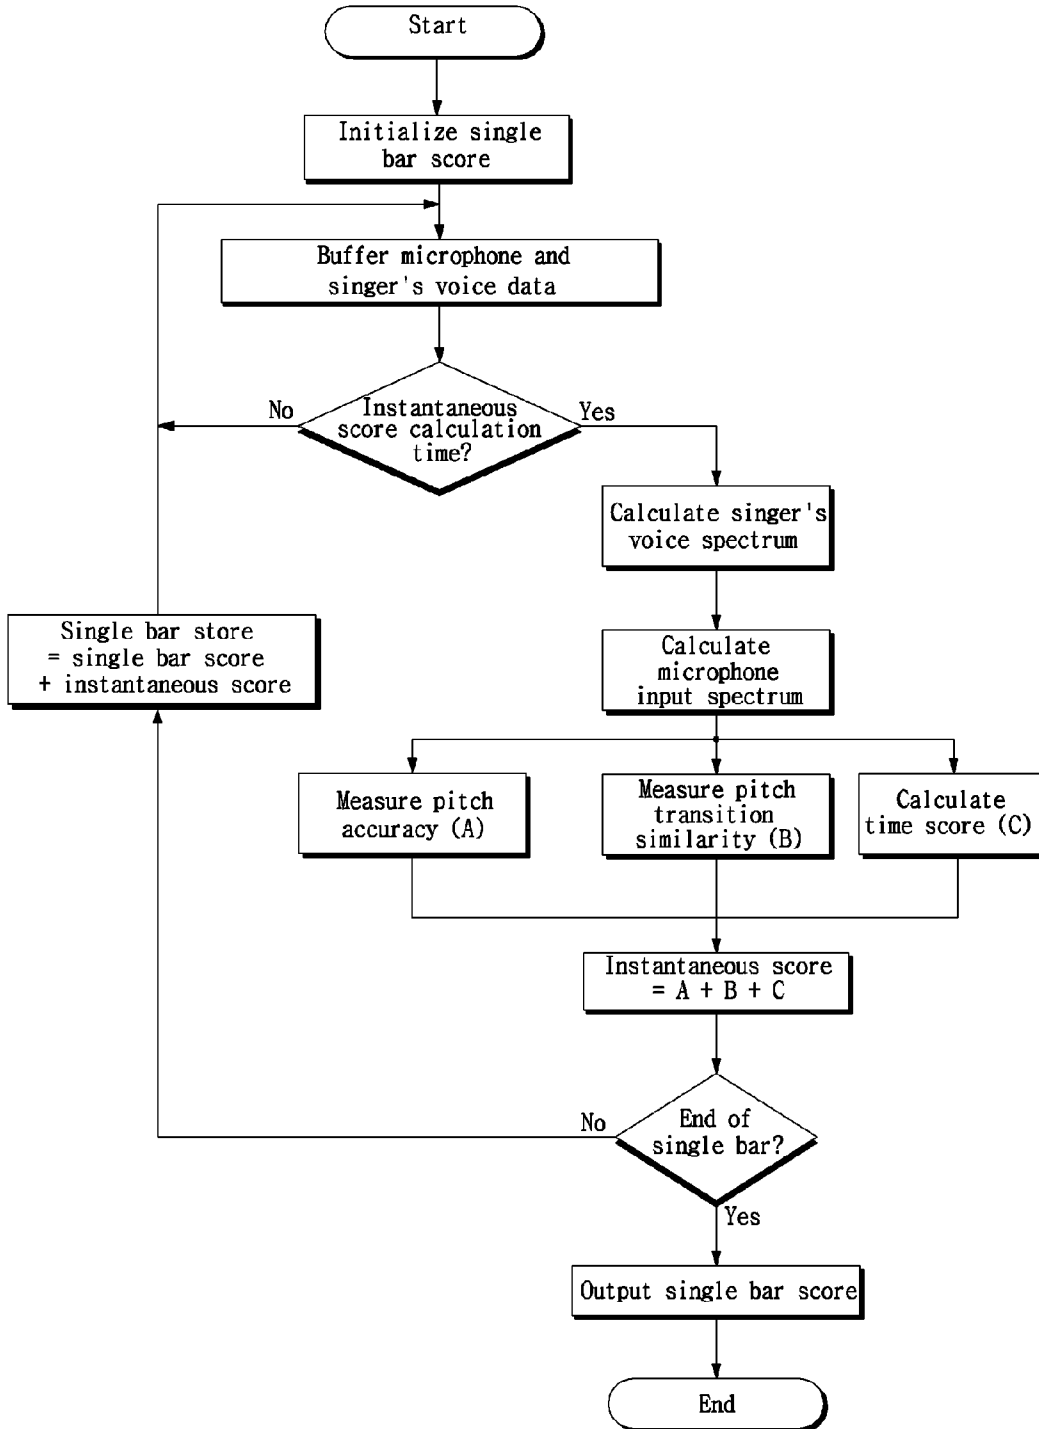 Start
Initialize single
bar score
Buffer microphone and
singer's voice data
No
Instantaneous
score calculation
time?
Yes
Calculate singer's
voice spectrum
Single bar store
= single bar score
+ instantaneous score
Calculate
microphone
input spectrum
Measure pitch
accuracy (A)
Measure pitch
transition
similarity (B)
Calculate
time score (C)
Instantaneous score
= A + B + C
No
End of
single bar?
Yes
Output single bar score
End